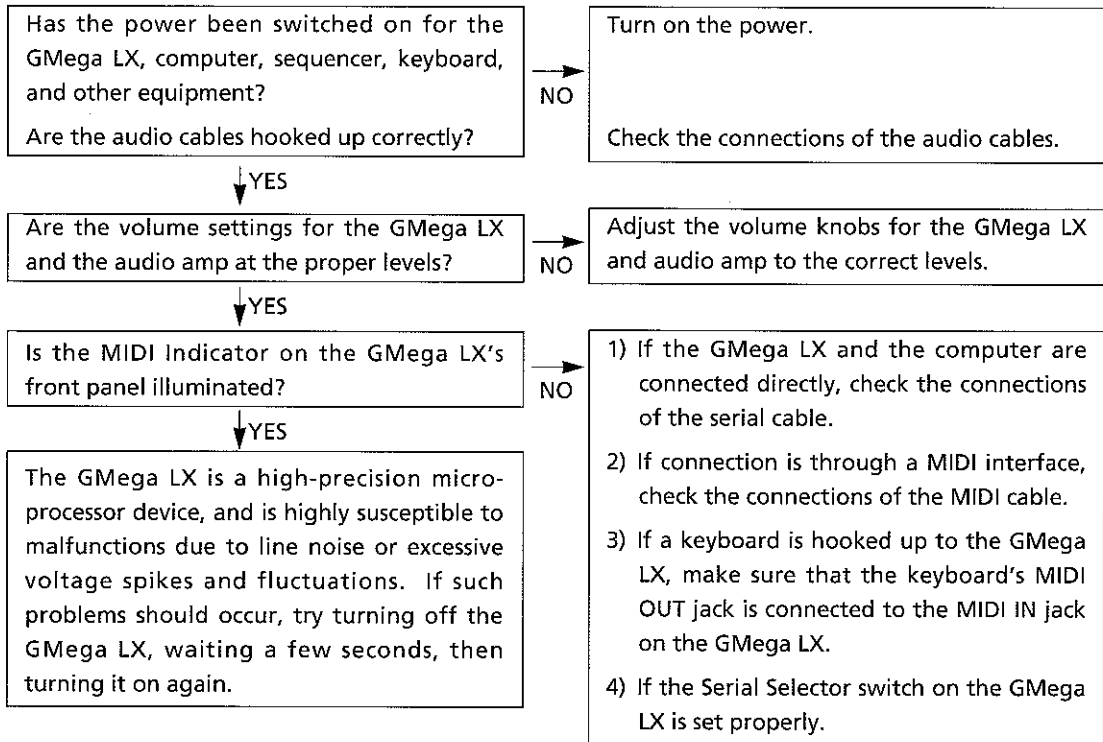 Has the power been switched on for the
GMega LX, computer, sequencer, keyboard,
and other equipment?
Are the audio cables hooked up correctly?
NO
Turn on the power.
Check the connections of the audio cables.
YES
Are the volume settings for the GMega LX
and the audio amp at the proper levels?
NO
Adjust the volume knobs for the GMega LX
and audio amp to the correct levels.
YES
Is the MIDI Indicator on the GMega LX's
front panel illuminated?
NO
1) If the GMega LX and the computer are
connected directly, check the connections
of the serial cable.
2) If connection is through a MIDI interface,
check the connections of the MIDI cable.
3) If a keyboard is hooked up to the GMega
LX, make sure that the keyboard's MIDI
OUT jack is connected to the MIDI IN jack
on the GMega LX.
4) If the Serial Selector switch on the GMega
LX is set properly.
YES
The GMega LX is a high-precision micro-
processor device, and is highly susceptible to
malfunctions due to line noise or excessive
voltage spikes and fluctuations. If such
problems should occur, try turning off the
GMega LX, waiting a few seconds, then
turning it on again.